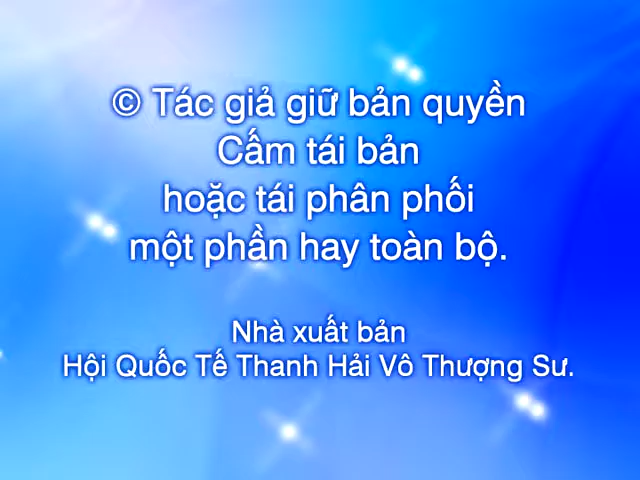 © Tác giả giữ bản quyền
Cấm tái bản
hoặc tái phân phối
một phần hay toàn bộ.
Nhà xuất bản
Hội Quốc Tế Thanh Hải Vô Thượng Sư.